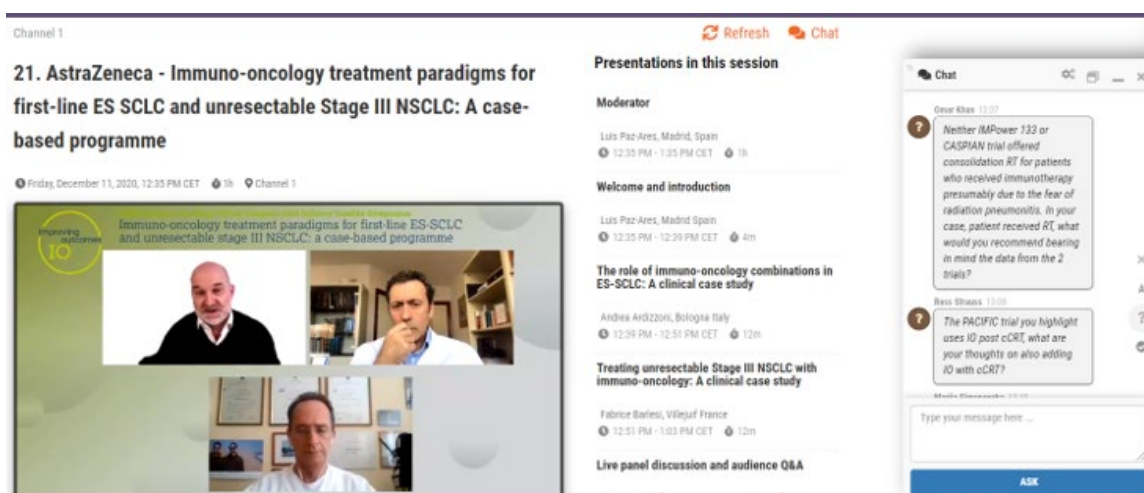 Channel 1
Refresh
Chat
21. AstraZeneca - Immuno-oncology treatment paradigms for
first-line ES SCLC and unresectable Stage III NSCLC: A case-
based programme
Friday, December 11, 2020, 12:35 PM CET 1h Channel 1
improving
outcomes
IO
Immuno-oncology treatment paradigms for first-line ES-SCLC
and unresectable stage III NSCLC: a case-based programme
Presentations in this session
Moderator
Luis Paz-Ares, Madrid, Spain
12:35 PM - 1:35 PM CET 1h
Welcome and introduction
Luis Paz-Ares, Madrid Spain
12:35 PM - 12:39 PM CET 4m
The role of immuno-oncology combinations in
ES-SCLC: A clinical case study
Andrea Ardizzoni, Bologna Italy
12:39 PM - 12:51 PM CET 12m
Treating unresectable Stage III NSCLC with
immuno-oncology: A clinical case study
Fabrice Barlesi, Villejuif France
12:51 PM - 1:03 PM CET 12m
Live panel discussion and audience Q&A
Chat
Omar Khan 13:07
Neither IMPower 133 or
CASPIAN trial offered
consolidation RT for patients
who received immunotherapy
presumably due to the fear of
radiation pneumonitis. In your
case, patient received RT, what
would you recommend bearing
in mind the data from the 2
trials?
Ress Strauss 13:08
The PACIFIC trial you highlight
uses IO post cCRT, what are
your thoughts on also adding
IO with cCRT?
Type your message here ...
ASK